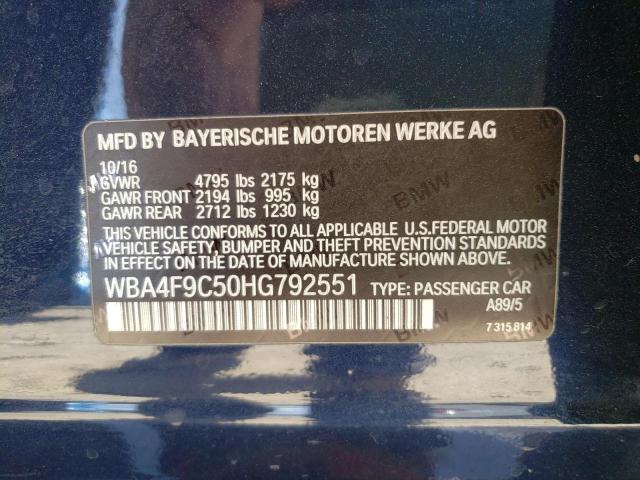 MFD BY BAYERISCHE MOTOREN WERKE AG
10/16
GVWR 4795 lbs 2175 kg
GAWR FRONT 2194 lbs 995 kg
GAWR REAR 2712 lbs 1230 kg
THIS VEHICLE CONFORMS TO ALL APPLICABLE U.S.FEDERAL MOTOR
VEHICLE SAFETY, BUMPER AND THEFT PREVENTION STANDARDS
IN EFFECT ON THE DATE OF MANUFACTURE SHOWN ABOVE.
WBA4F9C50HG792551 TYPE: PASSENGER CAR
A89/5
7 315 814